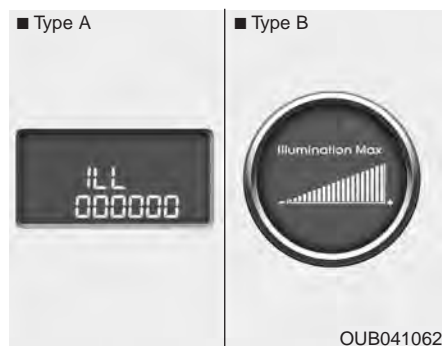 ■ Type A
ILL
000000
■ Type B
Illumination Max
- +
OUB041062